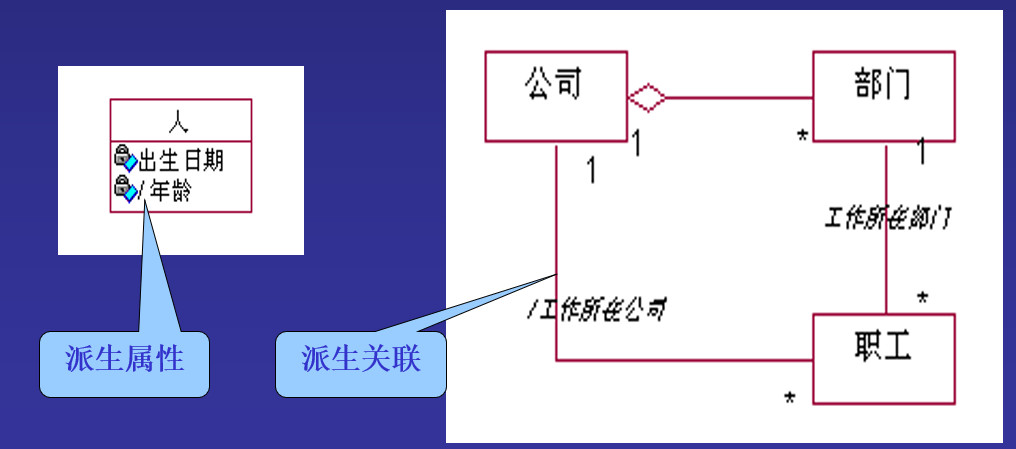 人
出生日期
/年龄
派生属性
公司
部门
1
*
1
1
工作所在部门
/工作所在公司
*
职工
*
派生关联